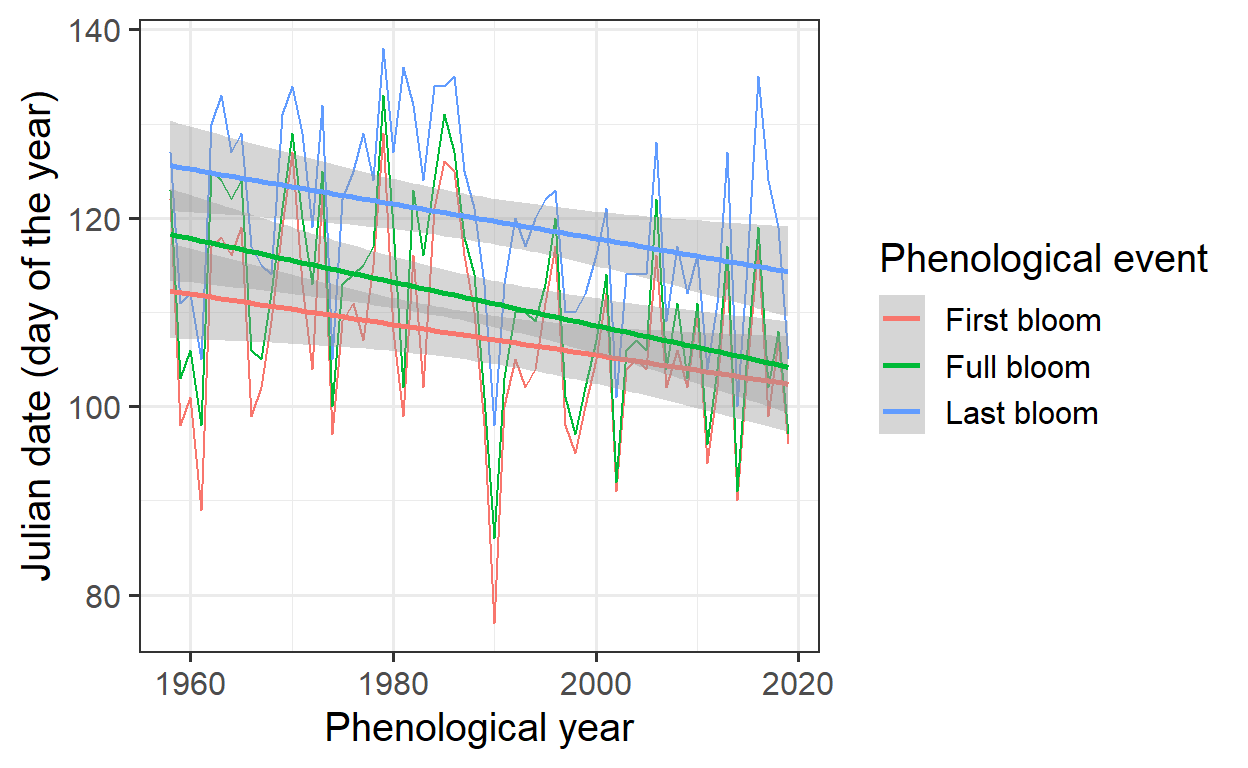 140
120
100
80
Julian date (day of the year)
1960 1980 2000 2020
Phenological year
Phenological event
First bloom
Full bloom
Last bloom